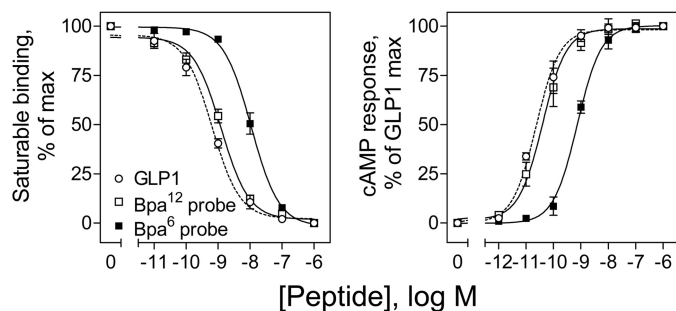 Saturable binding,
% of max
100
75
50
25
0
GLP1
Bpa12 probe
Bpa6 probe
0 -11 -10 -9 -8 -7 -6
cAMP response,
% of GLP1 max
100
75
50
25
0
0 -12 -11 -10 -9 -8 -7 -6
[Peptide], log M